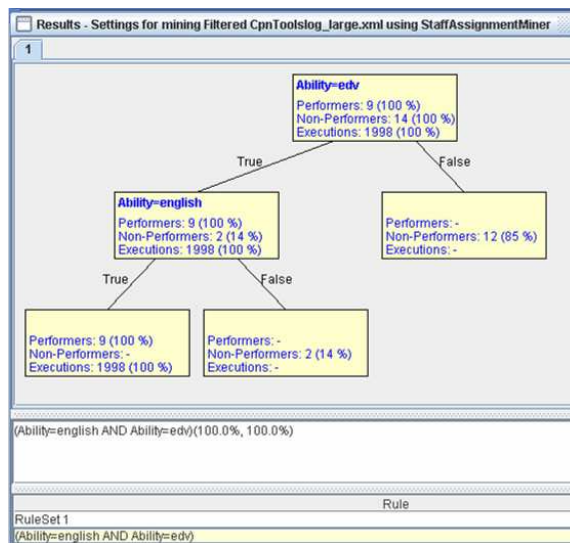 Results - Settings for mining Filtered CpnToolslog_large.xml using StaffAssignmentMiner
1
Ability=edv
Performers: 9 (100 %)
Non-Performers: 14 (100 %)
Executions: 1998 (100 %)
True
False
Ability=english
Performers: 9 (100 %)
Non-Performers: 2 (14 %)
Executions: 1998 (100 %)
Performers: -
Non-Performers: 12 (85 %)
Executions: -
True
False
Performers: 9 (100 %)
Non-Performers: -
Executions: 1998 (100 %)
Performers: -
Non-Performers: 2 (14 %)
Executions: -
(Ability=english AND Ability=edv)(100.0%, 100.0%)
Rule
RuleSet 1
(Ability=english AND Ability=edv)